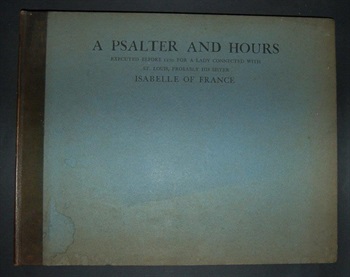 A PSALTER AND HOURS
EXECUTED BEFORE 1270 FOR A LADY CONNECTED WITH
ST. LOUIS, PROBABLY HIS SISTER
ISABELLE OF FRANCE